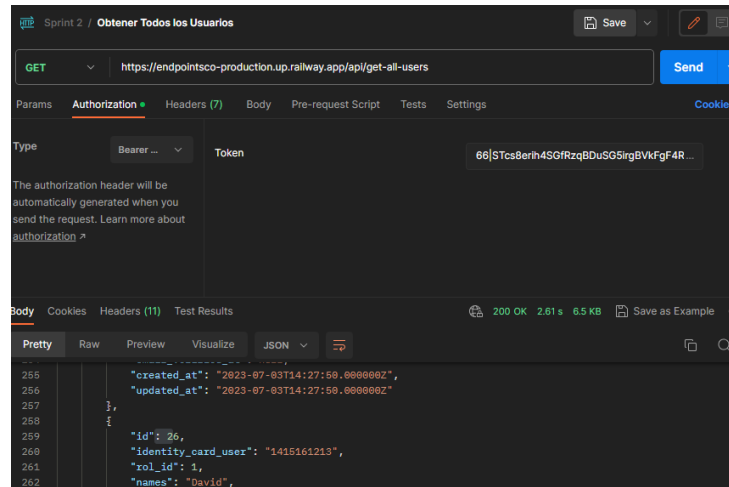 HTTP Sprint 2 / Obtener Todos los Usuarios Save
GET https://endpointsco-production.up.railway.app/api/get-all-users Send
Params Authorization Headers (7) Body Pre-request Script Tests Settings Cookie
Type Bearer ... Token 66|STcs8erih4SGfRzqBDuSG5irgBVkFgF4R...
The authorization header will be
automatically generated when you
send the request. Learn more about
authorization ↗
Body Cookies Headers (11) Test Results 200 OK 2.61 s 6.5 KB Save as Example
Pretty Raw Preview Visualize JSON
255 "created_at": "2023-07-03T14:27:50.000000Z",
256 "updated_at": "2023-07-03T14:27:50.000000Z"
257 },
258 {
259 "id": 26,
260 "identity_card_user": "1415161213",
261 "rol_id": 1,
262 "names": "David",